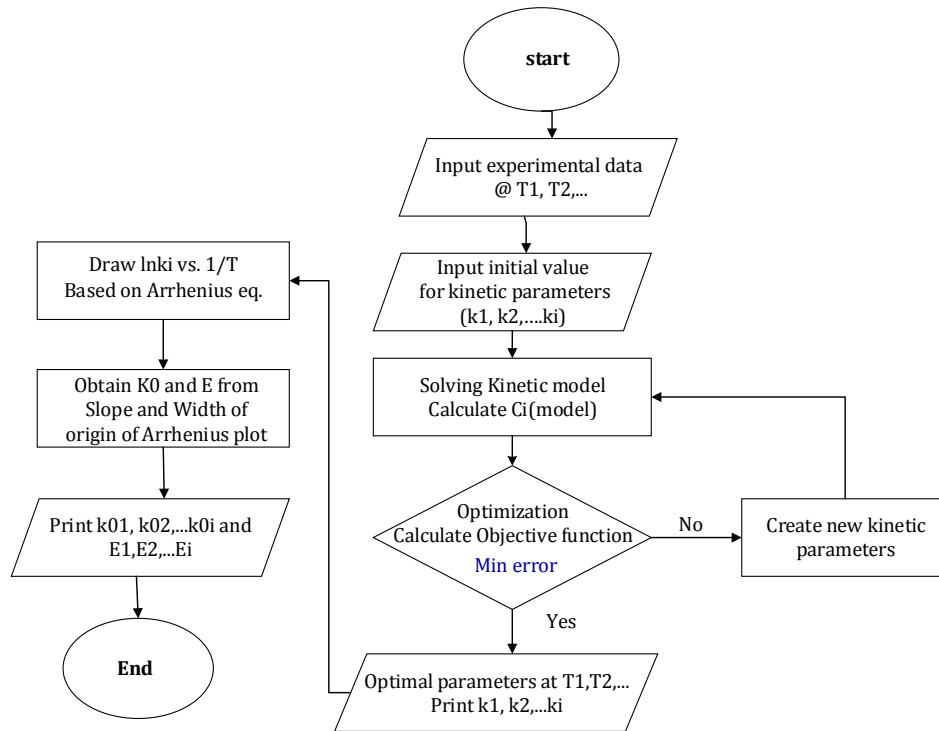 start
Input experimental data
@ T1, T2,...
Input initial value
for kinetic parameters
(k1, k2,....ki)
Solving Kinetic model
Calculate Ci(model)
Optimization
Calculate Objective function
Min error
No
Create new kinetic
parameters
Yes
Optimal parameters at T1,T2,...
Print k1, k2,...ki
Draw lnki vs. 1/T
Based on Arrhenius eq.
Obtain K0 and E from
Slope and Width of
origin of Arrhenius plot
Print k01, k02,...k0i and
E1,E2,...Ei
End